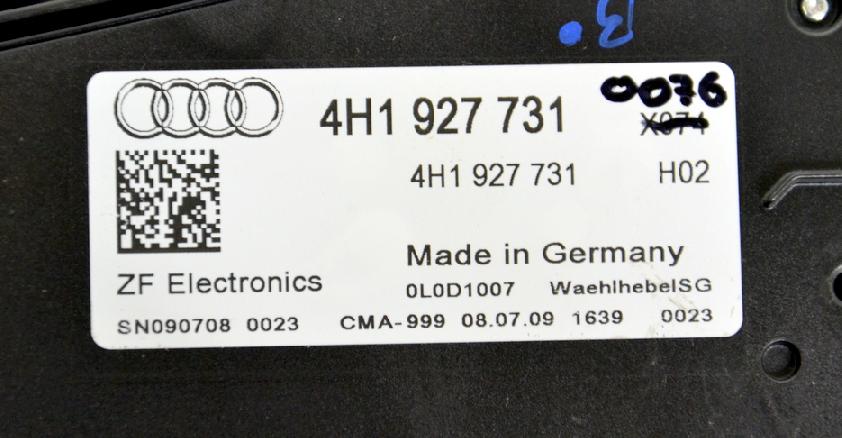 B.
0076
4H1 927 731 X074
4H1 927 731 H02
Made in Germany
ZF Electronics
0L0D1007 WaehlhebelSG
SN090708 0023 CMA-999 08.07.09 1639 0023